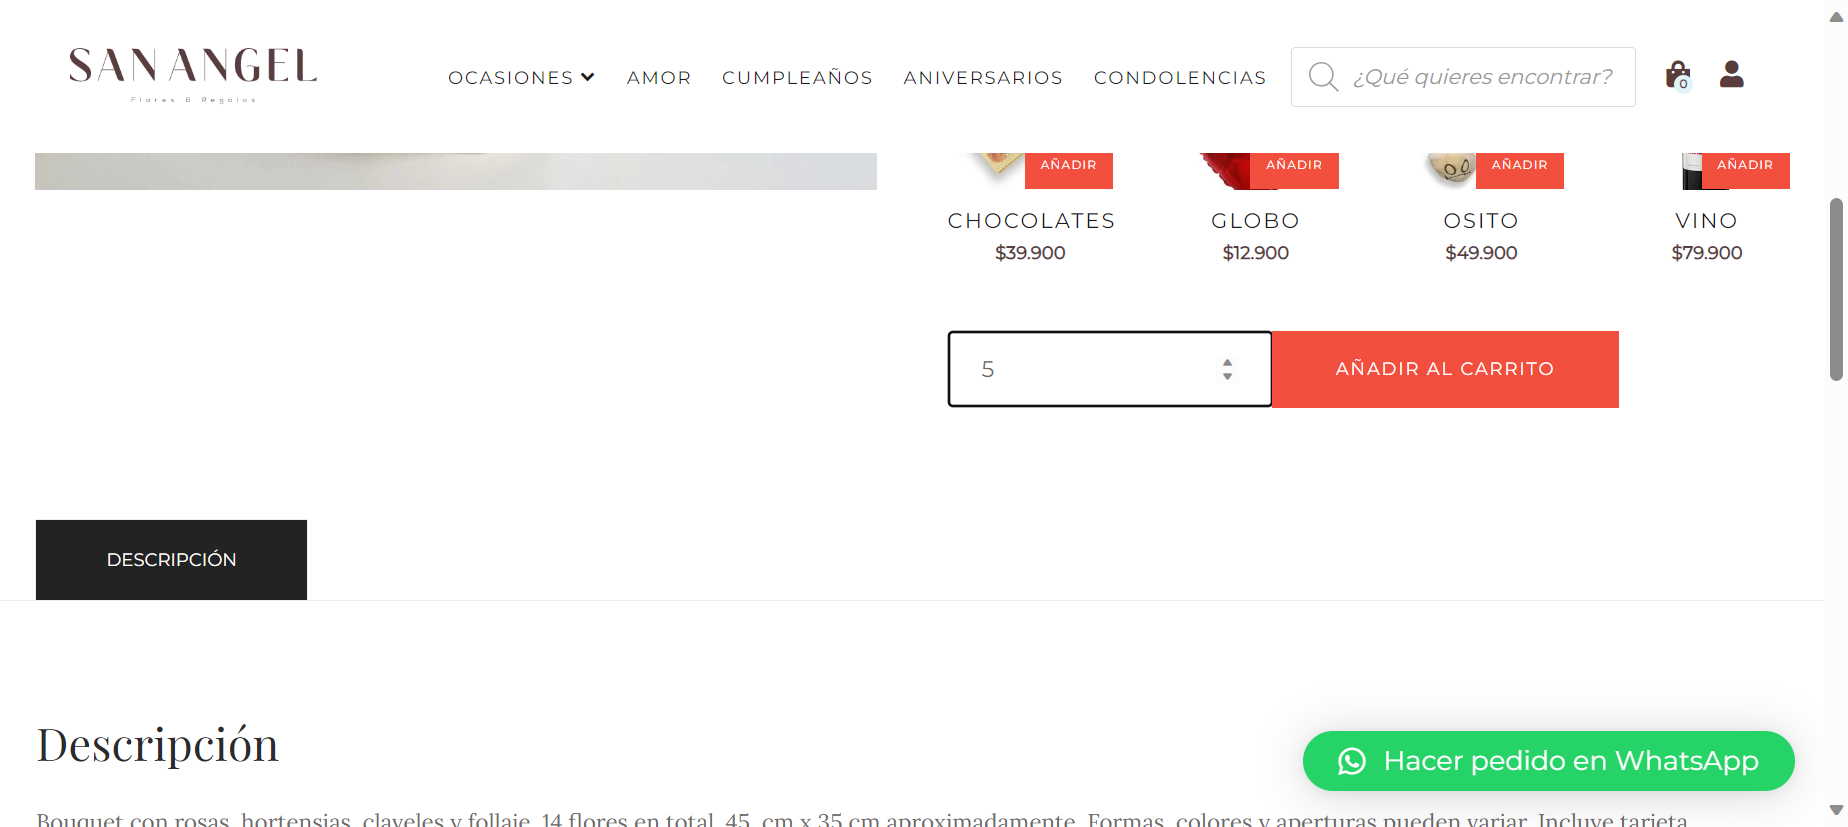 SAN ANGEL
Flores & Regalos
OCASIONES
AMOR
CUMPLEAÑOS
ANIVERSARIOS
CONDOLENCIAS
¿Qué quieres encontrar?
0
AÑADIR
AÑADIR
AÑADIR
AÑADIR
CHOCOLATES
GLOBO
OSITO
VINO
$39.900
$12.900
$49.900
$79.900
5
AÑADIR AL CARRITO
DESCRIPCIÓN
Descripción
Hacer pedido en WhatsApp
Bouquet con rosas, hortensias, claveles y follaje, 14 flores en total, 45 cm x 35 cm aproximadamente. Formas, colores y aperturas pueden variar. Incluye tarjeta